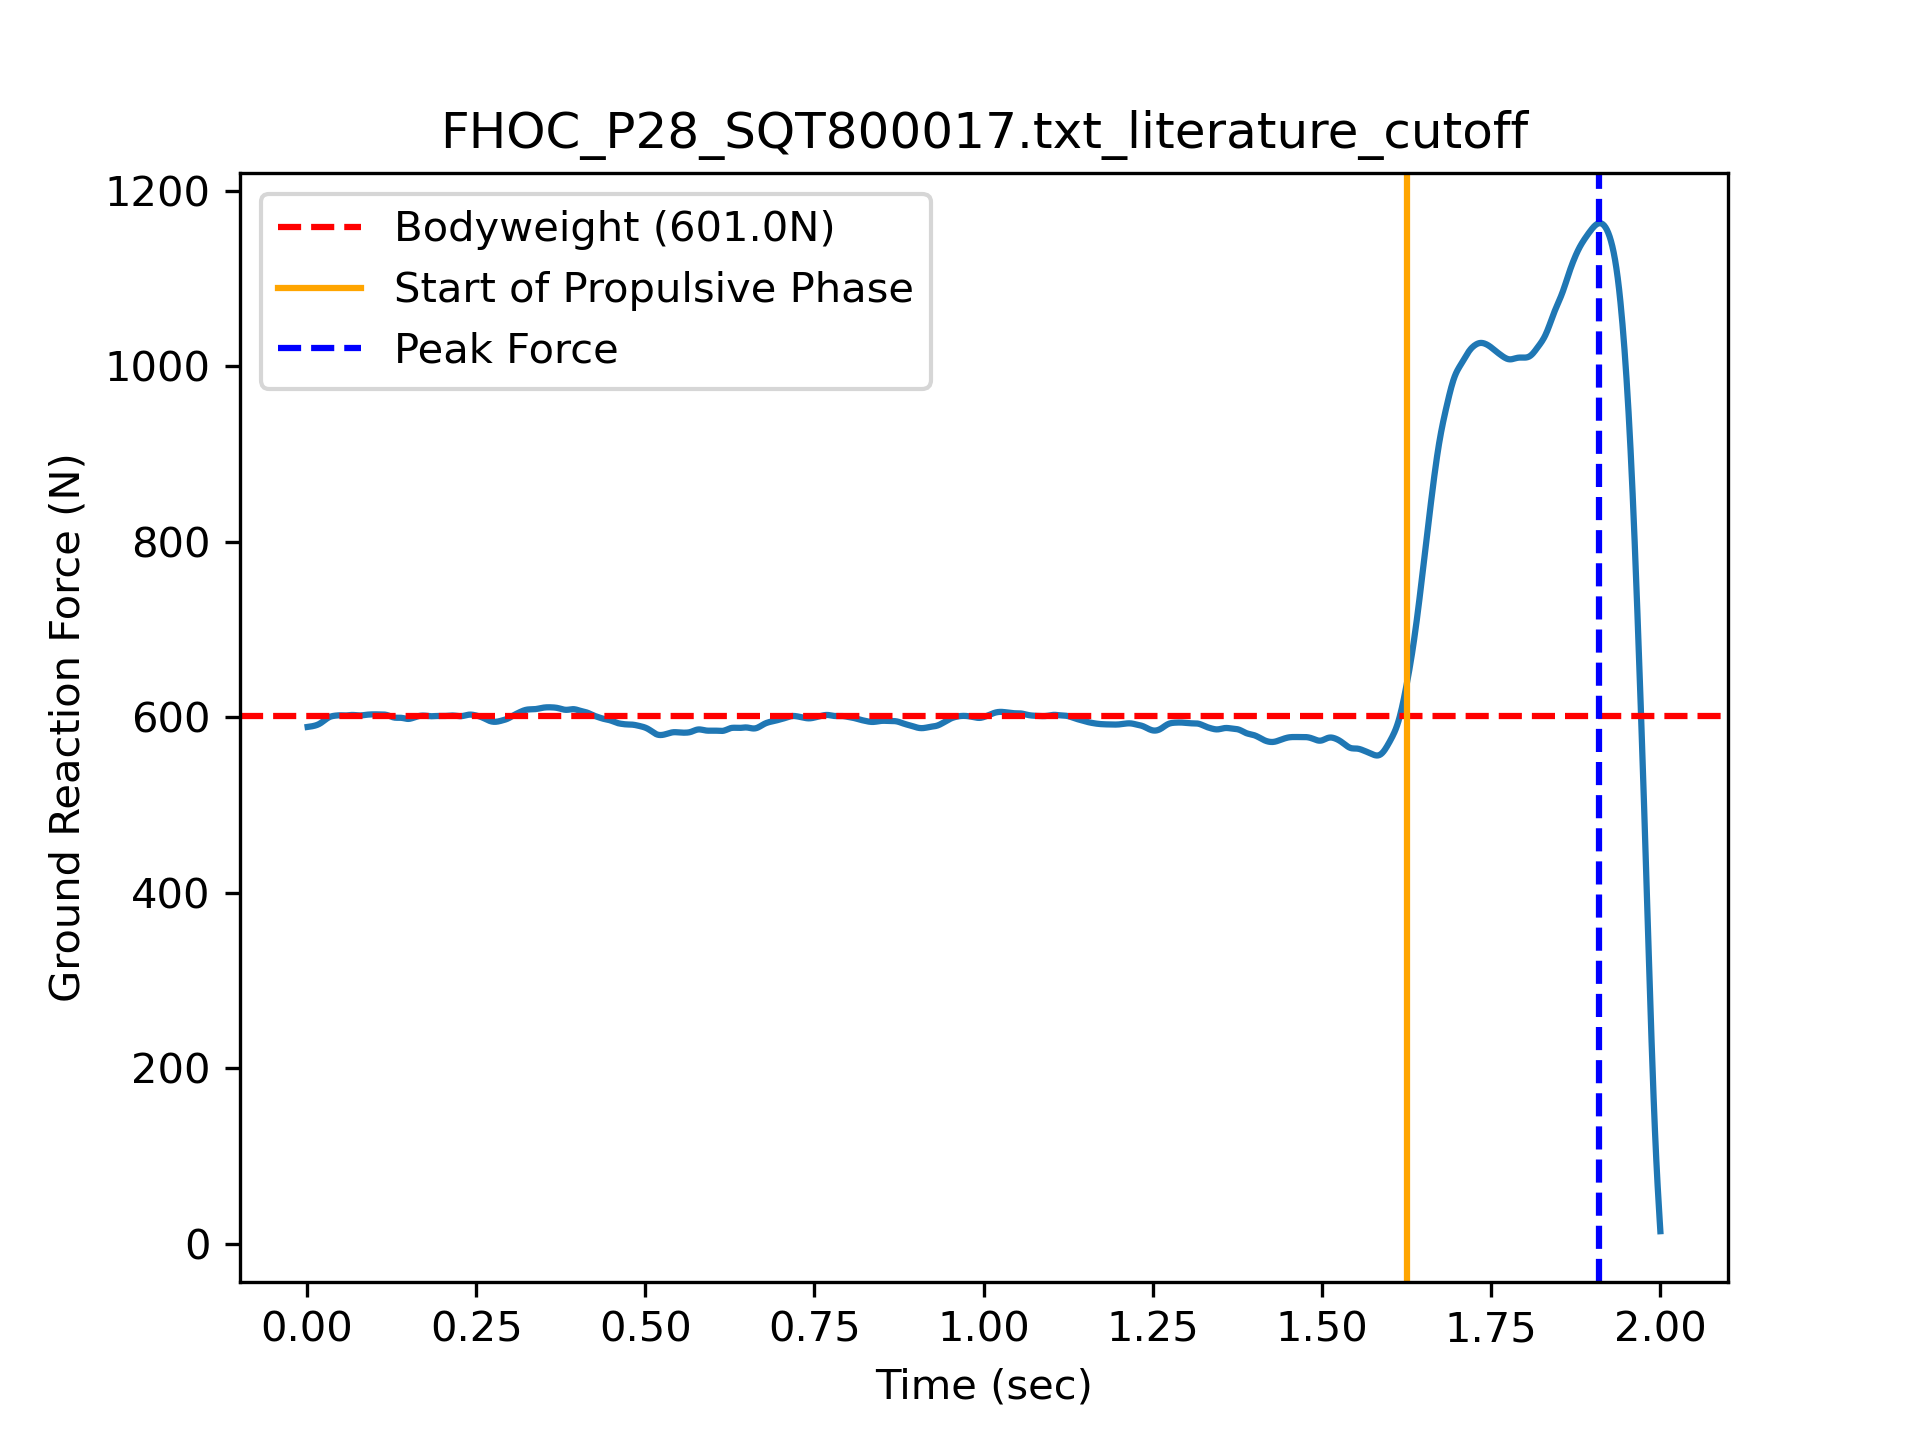 FHOC_P28_SQT800017.txt_literature_cutoff
1200
1000
800
600
400
200
0
Ground Reaction Force (N)
Bodyweight (601.0N)
Start of Propulsive Phase
Peak Force
0.00 0.25 0.50 0.75 1.00 1.25 1.50 1.75 2.00
Time (sec)